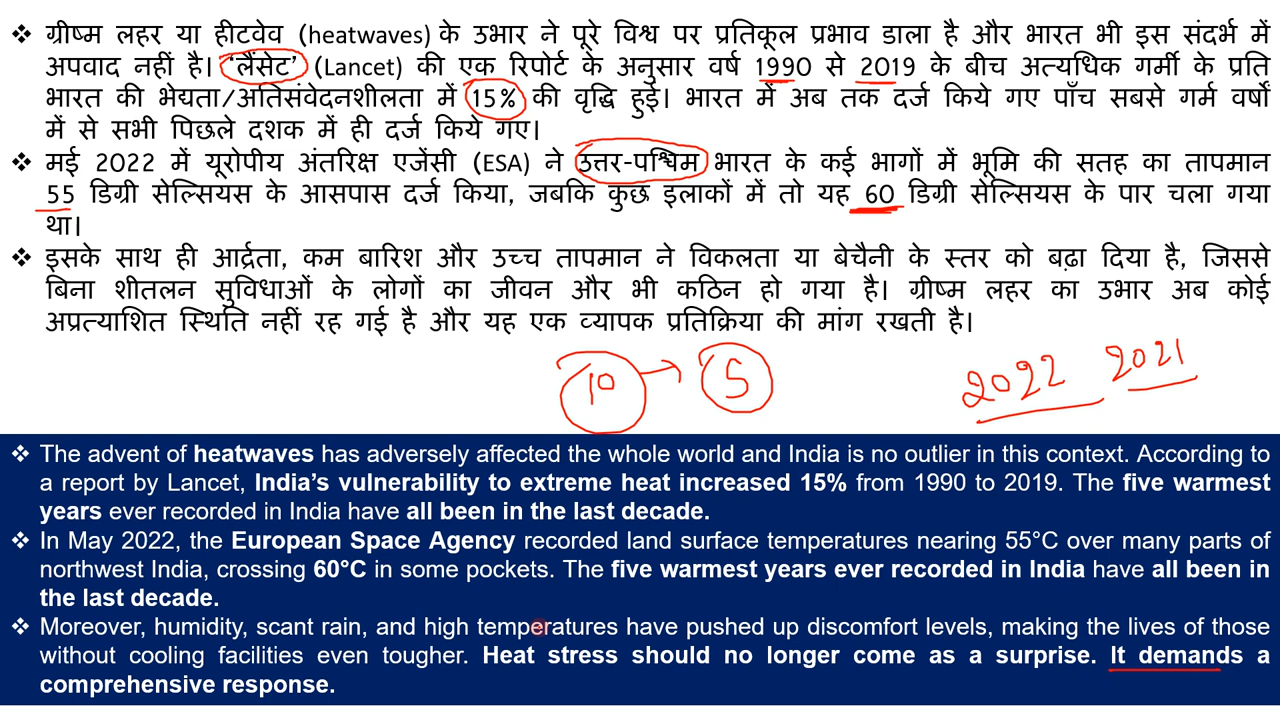 ❖ ग्रीष्म लहर या हीटवेव (heatwaves) के उभार ने पूरे विश्व पर प्रतिकूल प्रभाव डाला है और भारत भी इस संदर्भ में
अपवाद नहीं है। 'लैंसेट' (Lancet) की एक रिपोर्ट के अनुसार वर्ष 1990 से 2019 के बीच अत्यधिक गर्मी के प्रति
भारत की भेद्यता/अतिसंवेदनशीलता में 15% की वृद्धि हुई। भारत में अब तक दर्ज किये गए पाँच सबसे गर्म वर्षों
में से सभी पिछले दशक में ही दर्ज किये गए।
❖ मई 2022 में यूरोपीय अंतरिक्ष एजेंसी (ESA) ने उत्तर-पश्चिम भारत के कई भागों में भूमि की सतह का तापमान
55 डिग्री सेल्सियस के आसपास दर्ज किया, जबकि कुछ इलाकों में तो यह 60 डिग्री सेल्सियस के पार चला गया
था।
❖ इसके साथ ही आर्द्रता, कम बारिश और उच्च तापमान ने विकलता या बेचैनी के स्तर को बढ़ा दिया है, जिससे
बिना शीतलन सुविधाओं के लोगों का जीवन और भी कठिन हो गया है। ग्रीष्म लहर का उभार अब कोई
अप्रत्याशित स्थिति नहीं रह गई है और यह एक व्यापक प्रतिक्रिया की मांग रखती है।
10 → 5 2022 2021
❖ The advent of heatwaves has adversely affected the whole world and India is no outlier in this context. According to
a report by Lancet, India's vulnerability to extreme heat increased 15% from 1990 to 2019. The five warmest
years ever recorded in India have all been in the last decade.
❖ In May 2022, the European Space Agency recorded land surface temperatures nearing 55°C over many parts of
northwest India, crossing 60°C in some pockets. The five warmest years ever recorded in India have all been in
the last decade.
❖ Moreover, humidity, scant rain, and high temperatures have pushed up discomfort levels, making the lives of those
without cooling facilities even tougher. Heat stress should no longer come as a surprise. It demands a
comprehensive response.